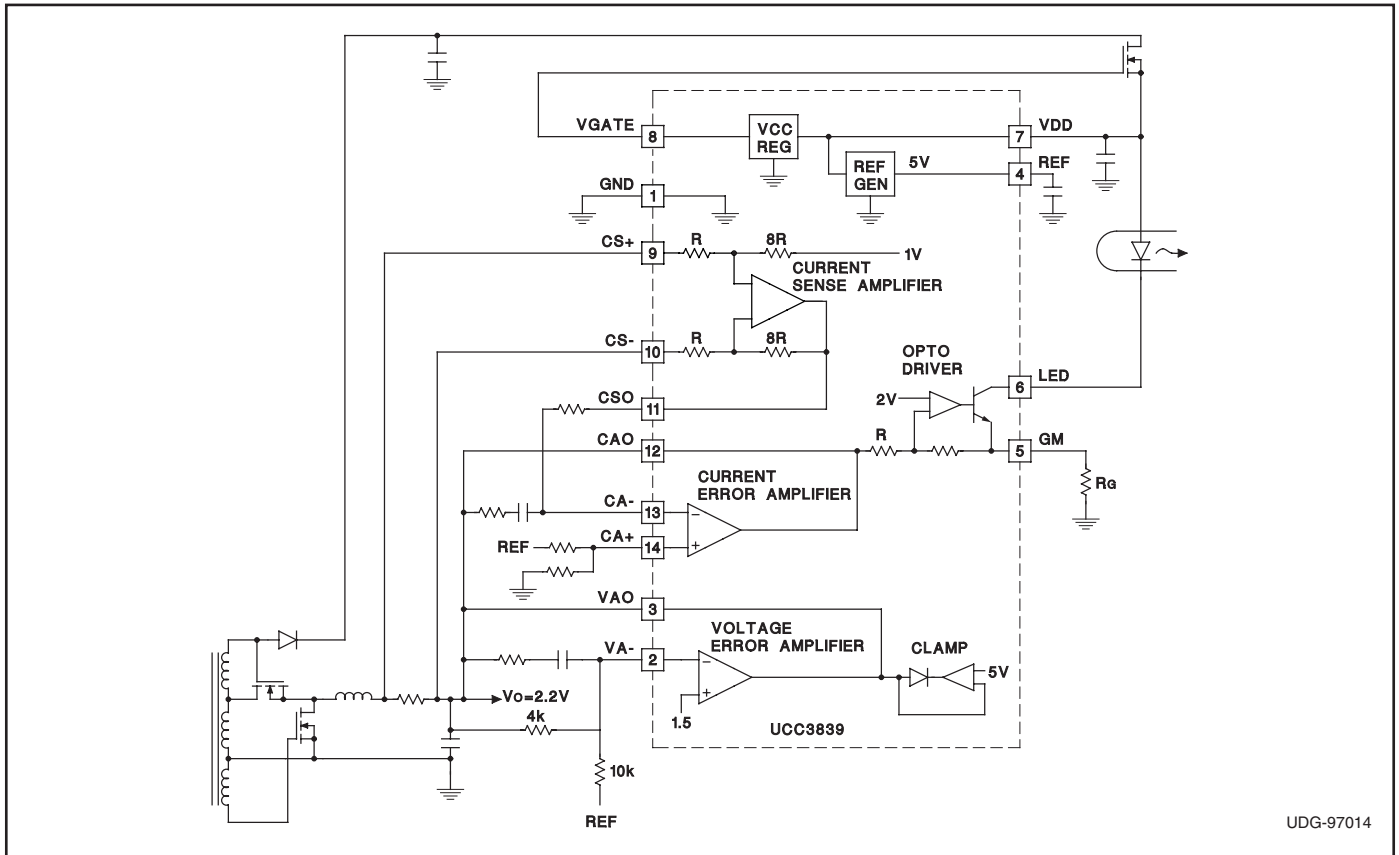 VGATE
8
VCC
REG
7
VDD
REF
GEN
5V
4
REF
GND
1
CS+
9
R
8R
1V
CURRENT
SENSE AMPLIFIER
CS-
10
R
8R
OPTO
DRIVER
2V
6
LED
CSO
11
CAO
12
R
5
GM
RG
CURRENT
ERROR AMPLIFIER
CA-
13
−
REF
CA+
14
+
VAO
3
VOLTAGE
ERROR AMPLIFIER
CLAMP
VA-
2
−
5V
Vo=2.2V
4k
+
1.5
UCC3839
10k
REF
UDG-97014